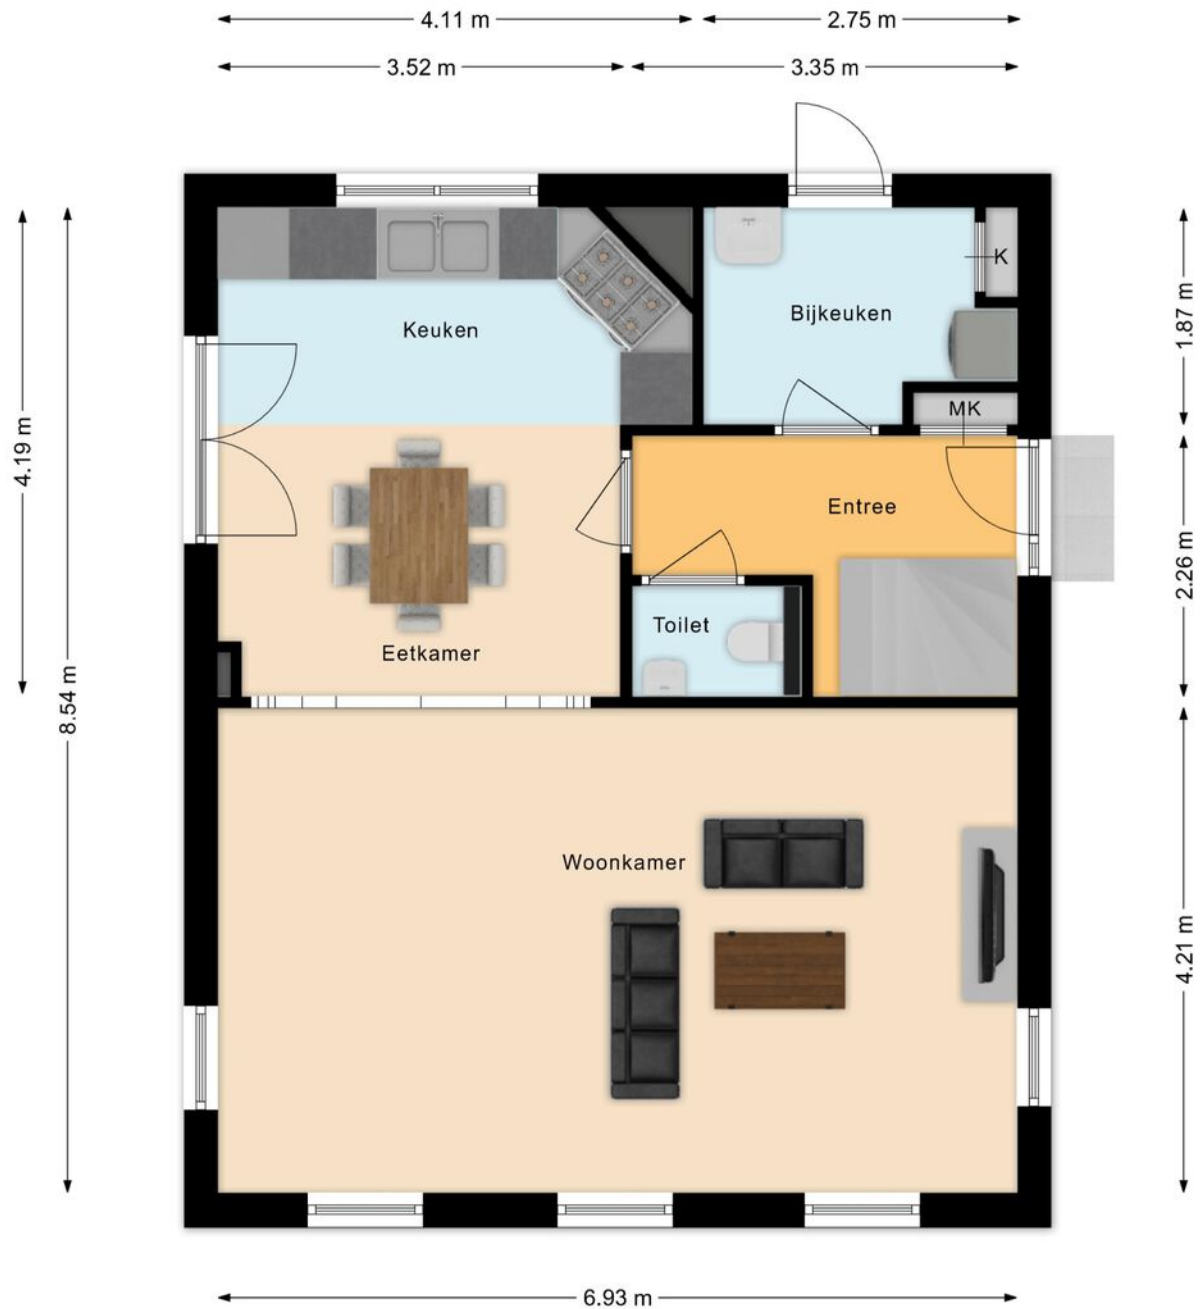 4.11 m
2.75 m
3.52 m
3.35 m
K
Bijkeuken
Keuken
1.87 m
MK
4.19 m
Entree
2.26 m
Toilet
Eetkamer
8.54 m
Woonkamer
4.21 m
6.93 m